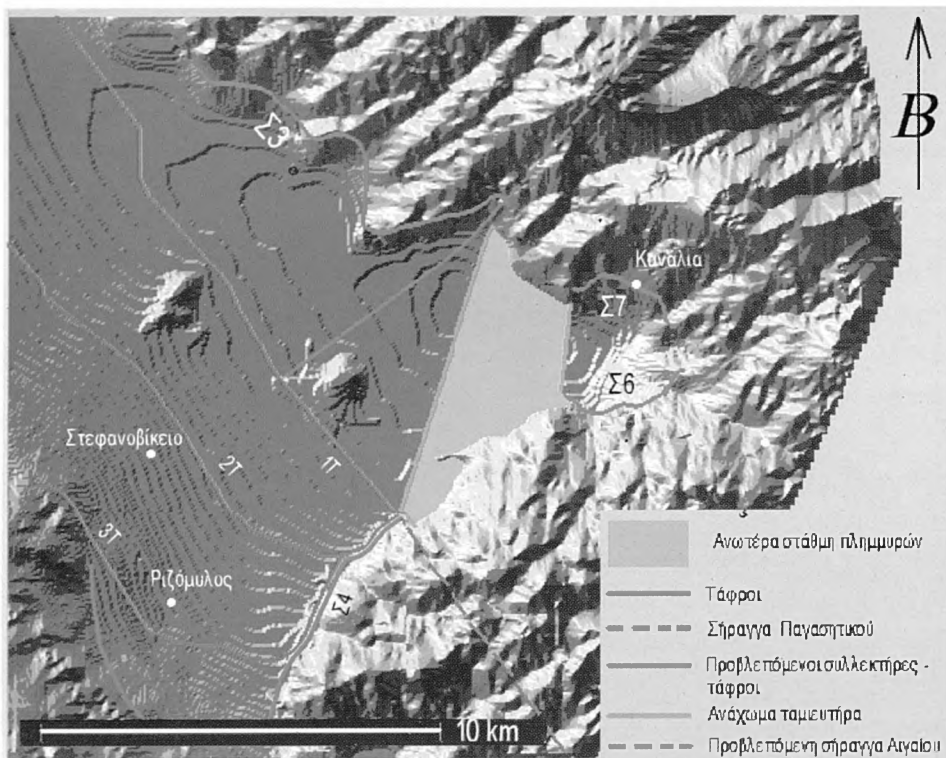 B
Σ3
Κανάλια
Σ7
Σ6
Στεφανοβίκειο
2Τ
1Τ
3Τ
Ριζόμυλος
Σ4
10 km
Ανωτέρα στάθμη πλημμυρών
Τάφροι
Σήραγγα Παγασητικού
Προβλεπόμενοι συλλεκτήρες -
τάφροι
Ανάχωμα ταμιευτήρα
Προβλεπόμενη σήραγγα Αιγαίου